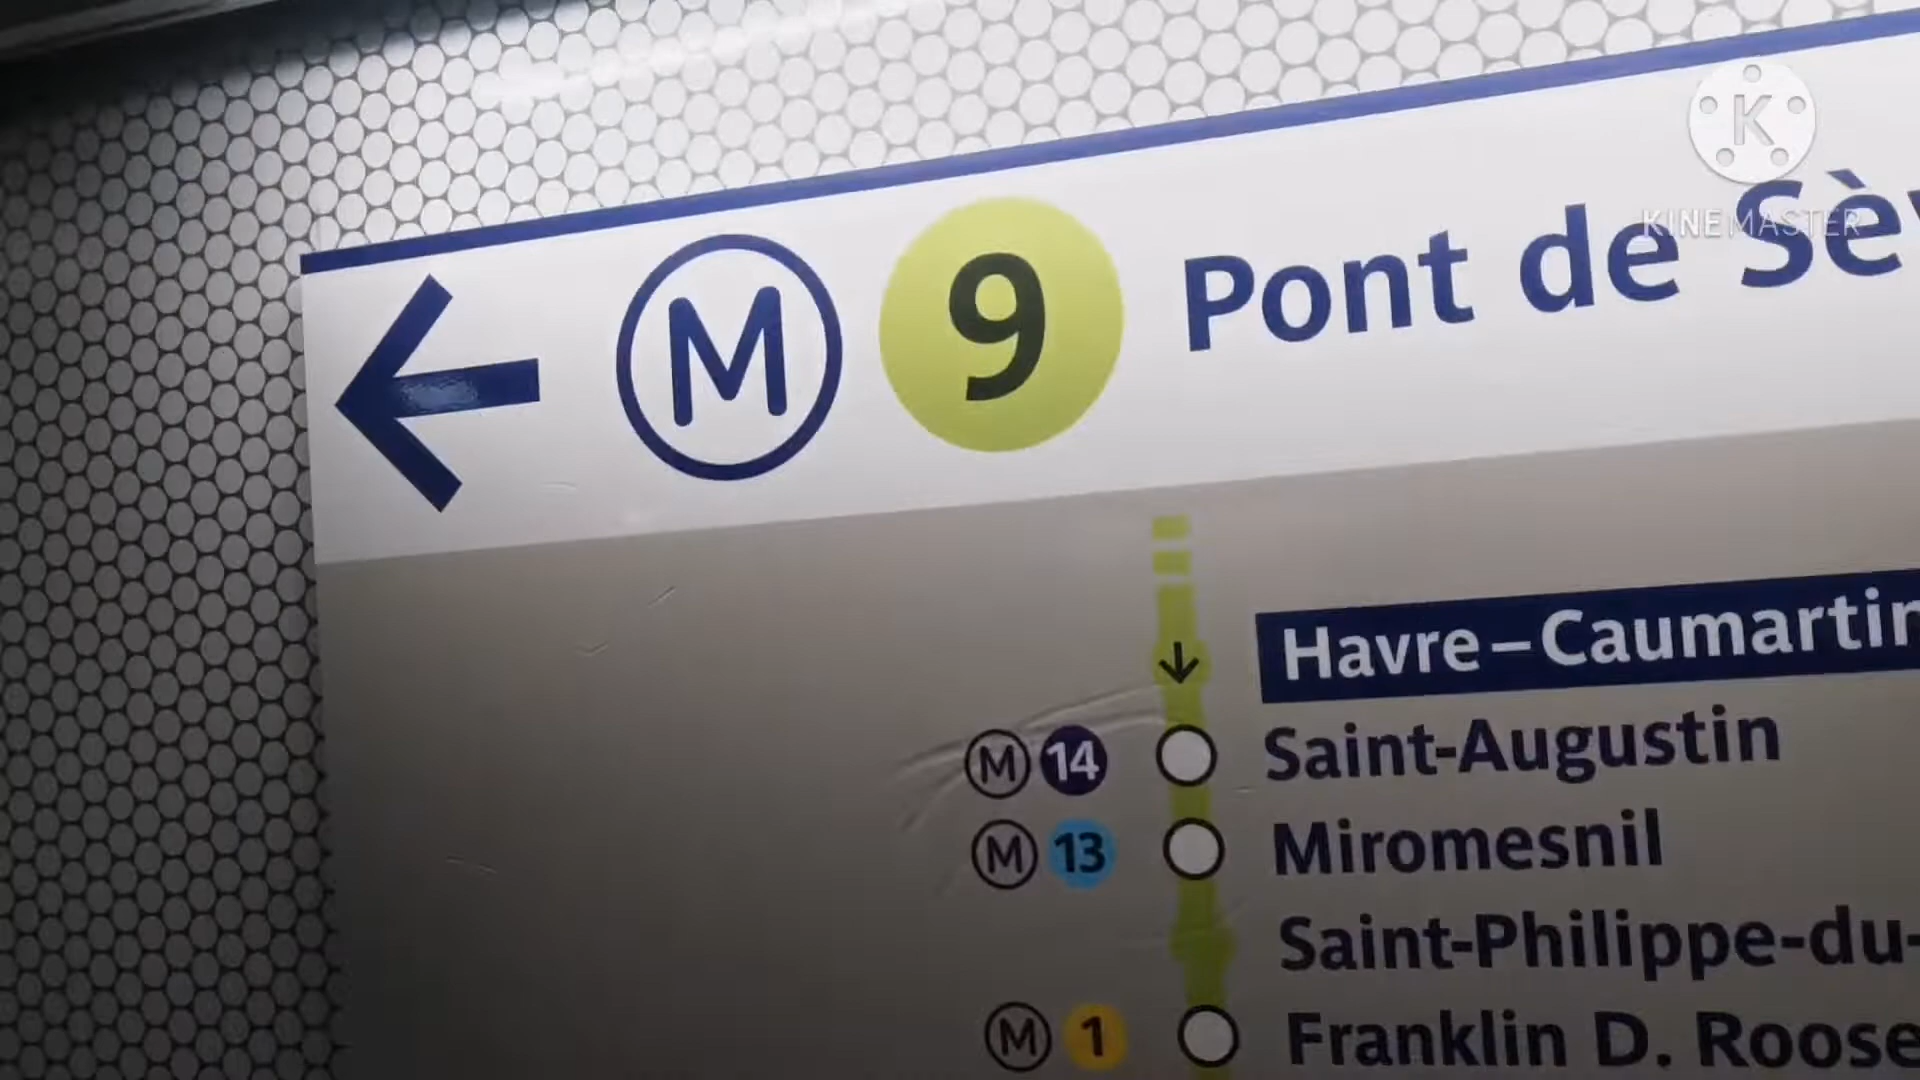 K
KINEMASTER
M 9 Pont de Sè
Havre–Caumartin
M 14 Saint-Augustin
M 13 Miromesnil
Saint-Philippe-du-
M 1 Franklin D. Roose